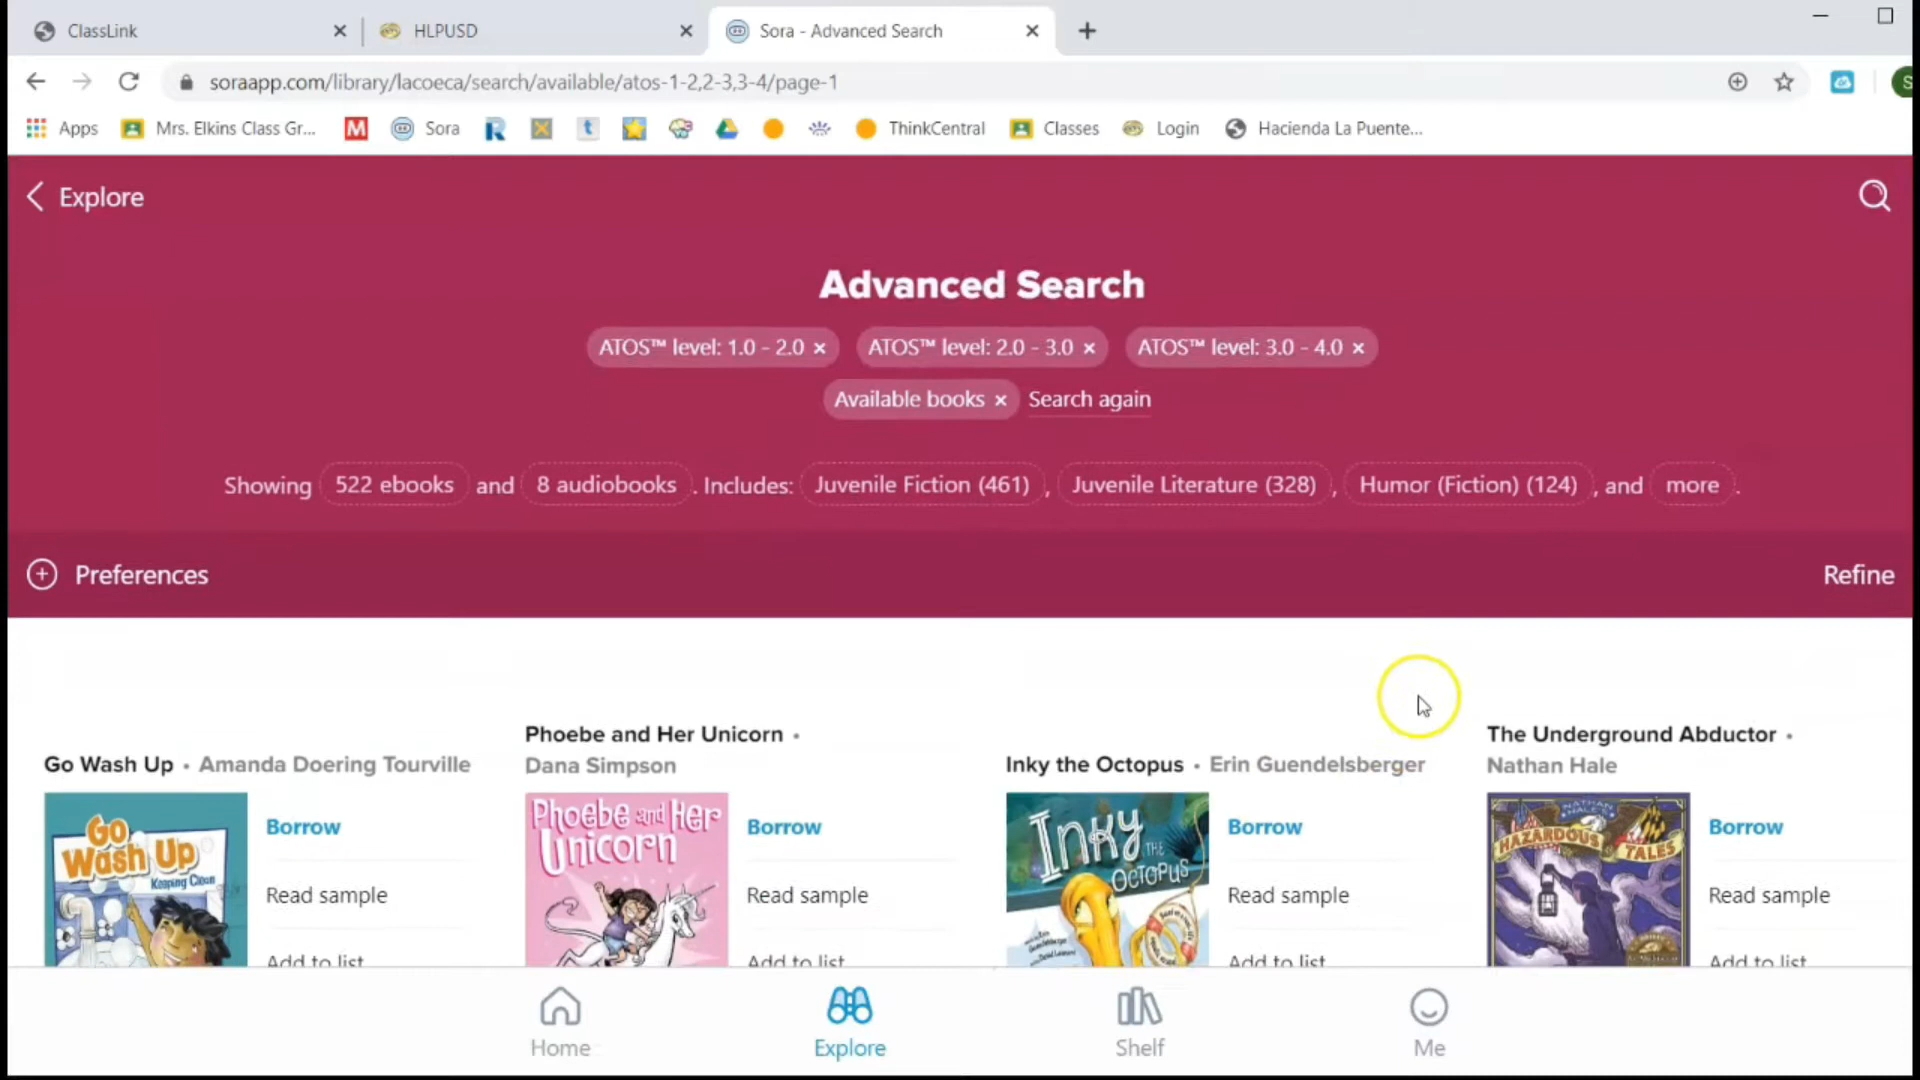 ClassLink HLPUSD Sora - Advanced Search
soraapp.com/library/lacoeca/search/available/atos-1-2,2-3,3-4/page-1
Apps Mrs. Elkins Class Gr... Sora ThinkCentral Classes Login Hacienda La Puente...
Explore
Advanced Search
ATOS™ level: 1.0 - 2.0 × ATOS™ level: 2.0 - 3.0 × ATOS™ level: 3.0 - 4.0 ×
Available books × Search again
Showing 522 ebooks and 8 audiobooks . Includes: Juvenile Fiction (461) , Juvenile Literature (328) , Humor (Fiction) (124) , and more .
Preferences Refine
Go Wash Up • Amanda Doering Tourville
Go Wash Up Keeping Clean
Borrow
Read sample
Add to list
Phoebe and Her Unicorn •
Dana Simpson
Phoebe and Her Unicorn
Borrow
Read sample
Add to list
Inky the Octopus • Erin Guendelsberger
Inky THE OCTOPUS
Borrow
Read sample
Add to list
The Underground Abductor •
Nathan Hale
NATHAN HALE'S
HAZARDOUS TALES
Borrow
Read sample
Add to list
Home Explore Shelf Me